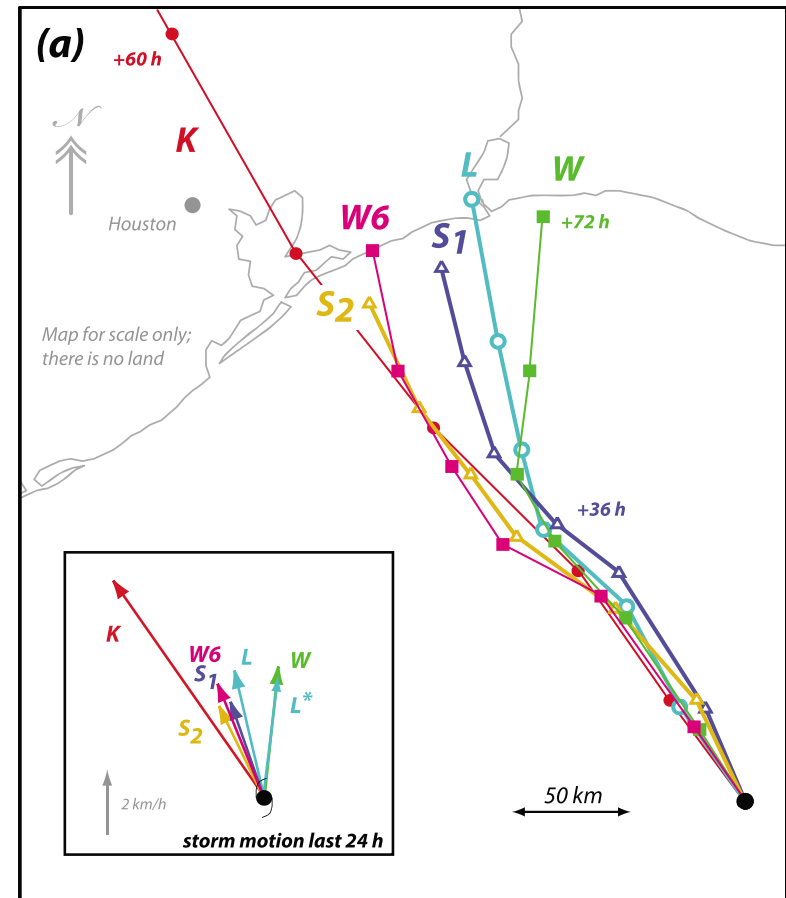 (a)
+60 h
N
K
L
W
W6
S1
+72 h
Houston
S2
Map for scale only;
there is no land
+36 h
K
W6
L
W
S1
L*
S2
50 km
2 km/h
storm motion last 24 h